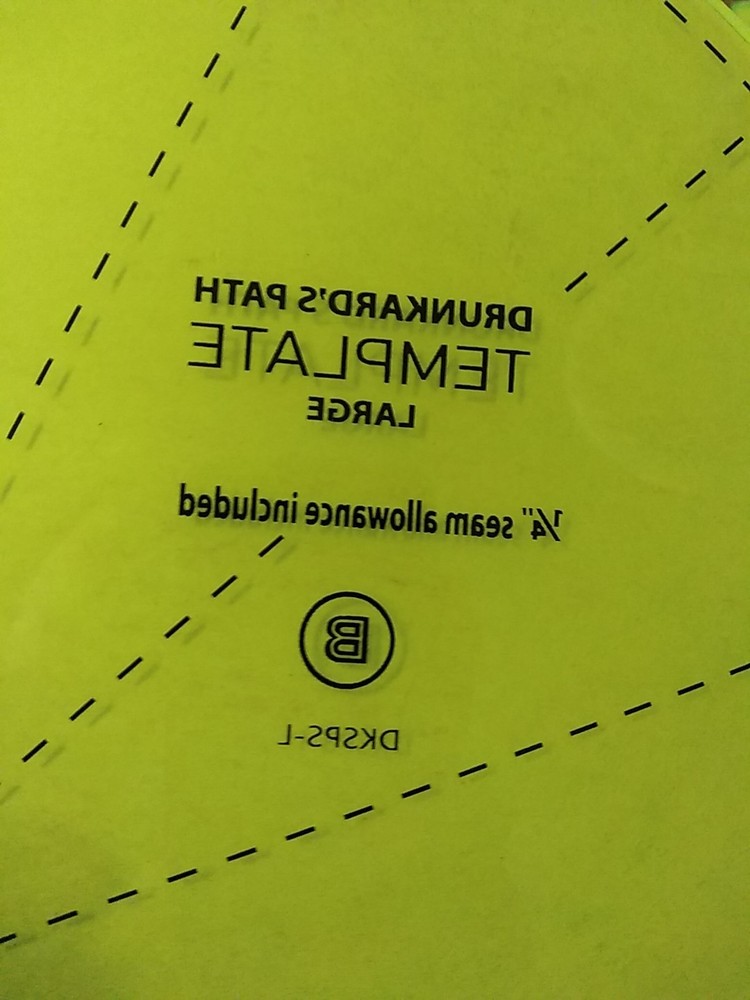 DRUNKARD'S PATH
TEMPLATE
LARGE
¼" seam allowance included
B
DKSPS-L